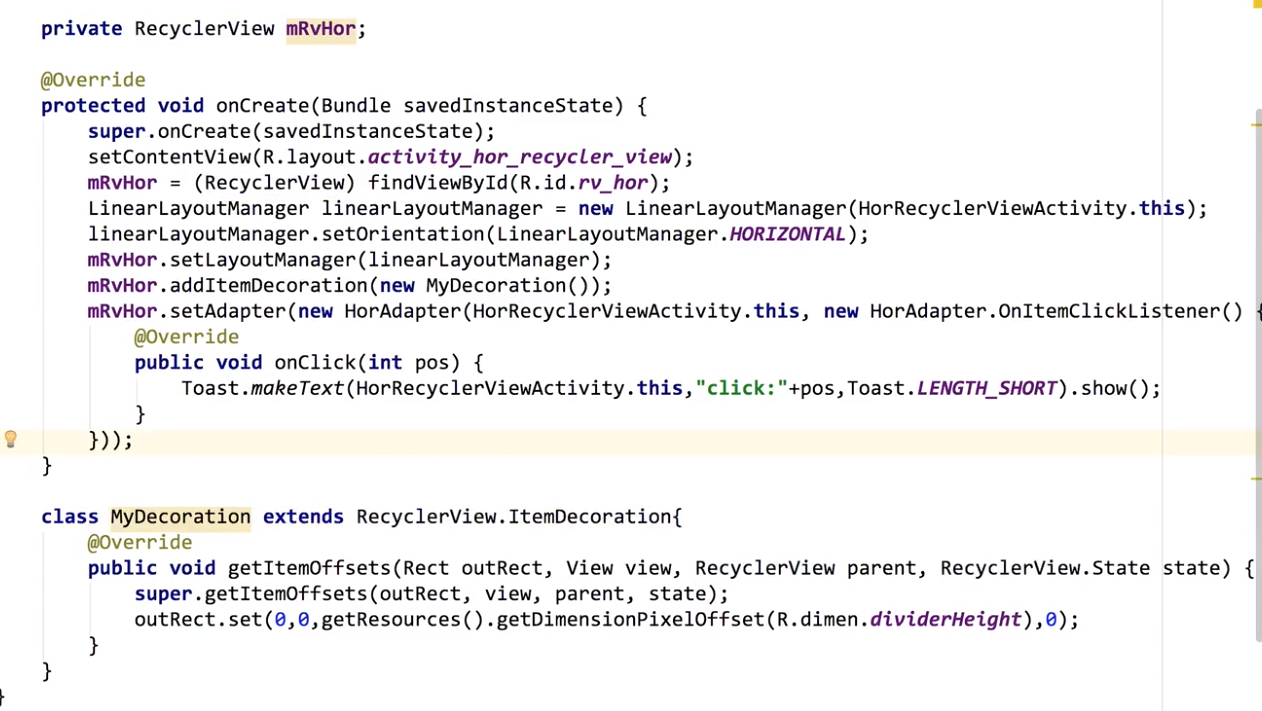 private RecyclerView mRvHor;
@Override
protected void onCreate(Bundle savedInstanceState) {
super.onCreate(savedInstanceState);
setContentView(R.layout.activity_hor_recycler_view);
mRvHor = (RecyclerView) findViewById(R.id.rv_hor);
LinearLayoutManager linearLayoutManager = new LinearLayoutManager(HorRecyclerViewActivity.this);
linearLayoutManager.setOrientation(LinearLayoutManager.HORIZONTAL);
mRvHor.setLayoutManager(linearLayoutManager);
mRvHor.addItemDecoration(new MyDecoration());
mRvHor.setAdapter(new HorAdapter(HorRecyclerViewActivity.this, new HorAdapter.OnItemClickListener() {
@Override
public void onClick(int pos) {
Toast.makeText(HorRecyclerViewActivity.this,"click:"+pos,Toast.LENGTH_SHORT).show();
}
}));
}
class MyDecoration extends RecyclerView.ItemDecoration{
@Override
public void getItemOffsets(Rect outRect, View view, RecyclerView parent, RecyclerView.State state) {
super.getItemOffsets(outRect, view, parent, state);
outRect.set(0,0,getResources().getDimensionPixelOffset(R.dimen.dividerHeight),0);
}
}
}